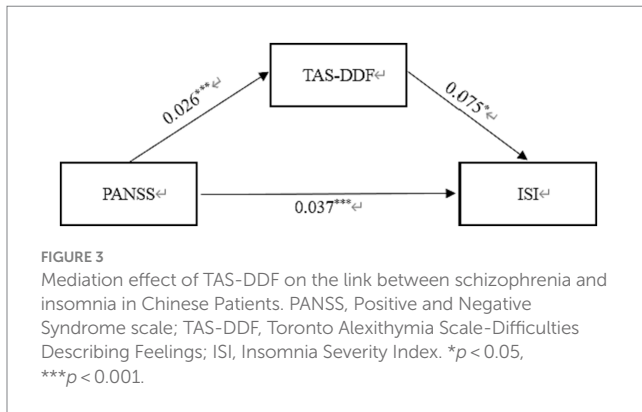 TAS-DDF↵
0.026***↵
0.075*↵
PANSS↵
ISI↵
0.037***↵
FIGURE 3
Mediation effect of TAS-DDF on the link between schizophrenia and
insomnia in Chinese Patients. PANSS, Positive and Negative
Syndrome scale; TAS-DDF, Toronto Alexithymia Scale-Difficulties
Describing Feelings; ISI, Insomnia Severity Index. *p < 0.05,
***p < 0.001.